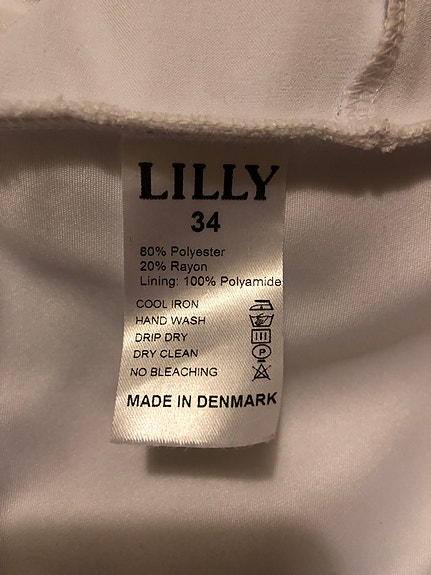 LILLY
34
80% Polyester
20% Rayon
Lining: 100% Polyamide
COOL IRON
HAND WASH
DRIP DRY
DRY CLEAN
P
NO BLEACHING
MADE IN DENMARK